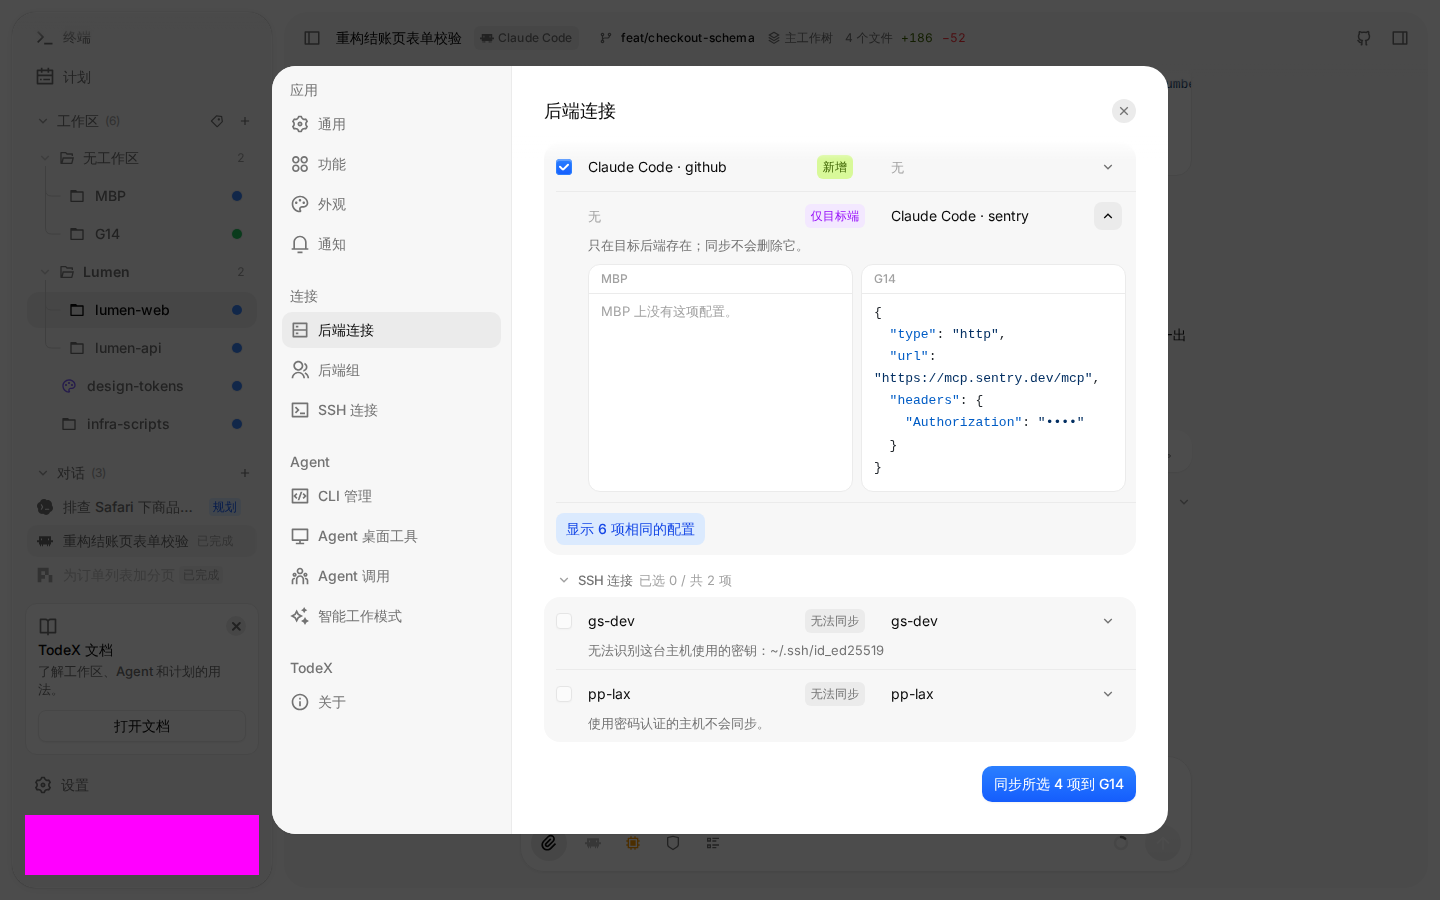 终端
计划
工作区 (6)
无工作区 2
MBP
G14
Lumen 2
lumen-web
lumen-api
design-tokens
infra-scripts
对话 (3)
排查 Safari 下商品... 规划
重构结账页表单校验 已完成
为订单列表加分页 已完成
TodeX 文档
了解工作区、Agent 和计划的用
法。
打开文档
设置
重构结账页表单校验 Claude Code feat/checkout-schema 主工作树 4 个文件 +186 −52
应用
通用
功能
外观
通知
连接
后端连接
后端组
SSH 连接
Agent
CLI 管理
Agent 桌面工具
Agent 调用
智能工作模式
TodeX
关于
后端连接
Claude Code · github 新增 无
无 仅目标端 Claude Code · sentry
只在目标后端存在；同步不会删除它。
MBP
MBP 上没有这项配置。
G14
{
"type": "http",
"url":
"https://mcp.sentry.dev/mcp",
"headers": {
"Authorization": "••••"
}
}
显示 6 项相同的配置
SSH 连接 已选 0 / 共 2 项
gs-dev 无法同步 gs-dev
无法识别这台主机使用的密钥：~/.ssh/id_ed25519
pp-lax 无法同步 pp-lax
使用密码认证的主机不会同步。
同步所选 4 项到 G14
出